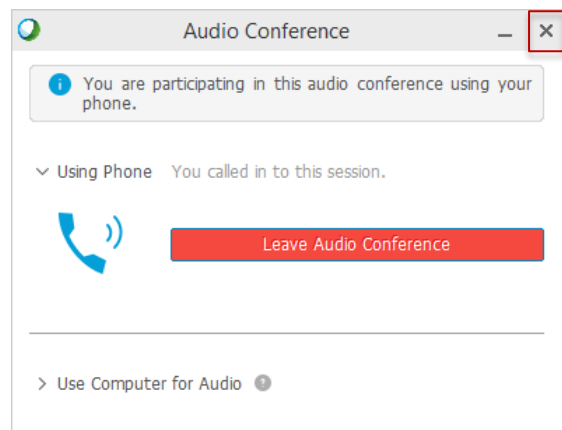 Audio Conference
You are participating in this audio conference using your
phone.
Using Phone You called in to this session.
Leave Audio Conference
Use Computer for Audio ?